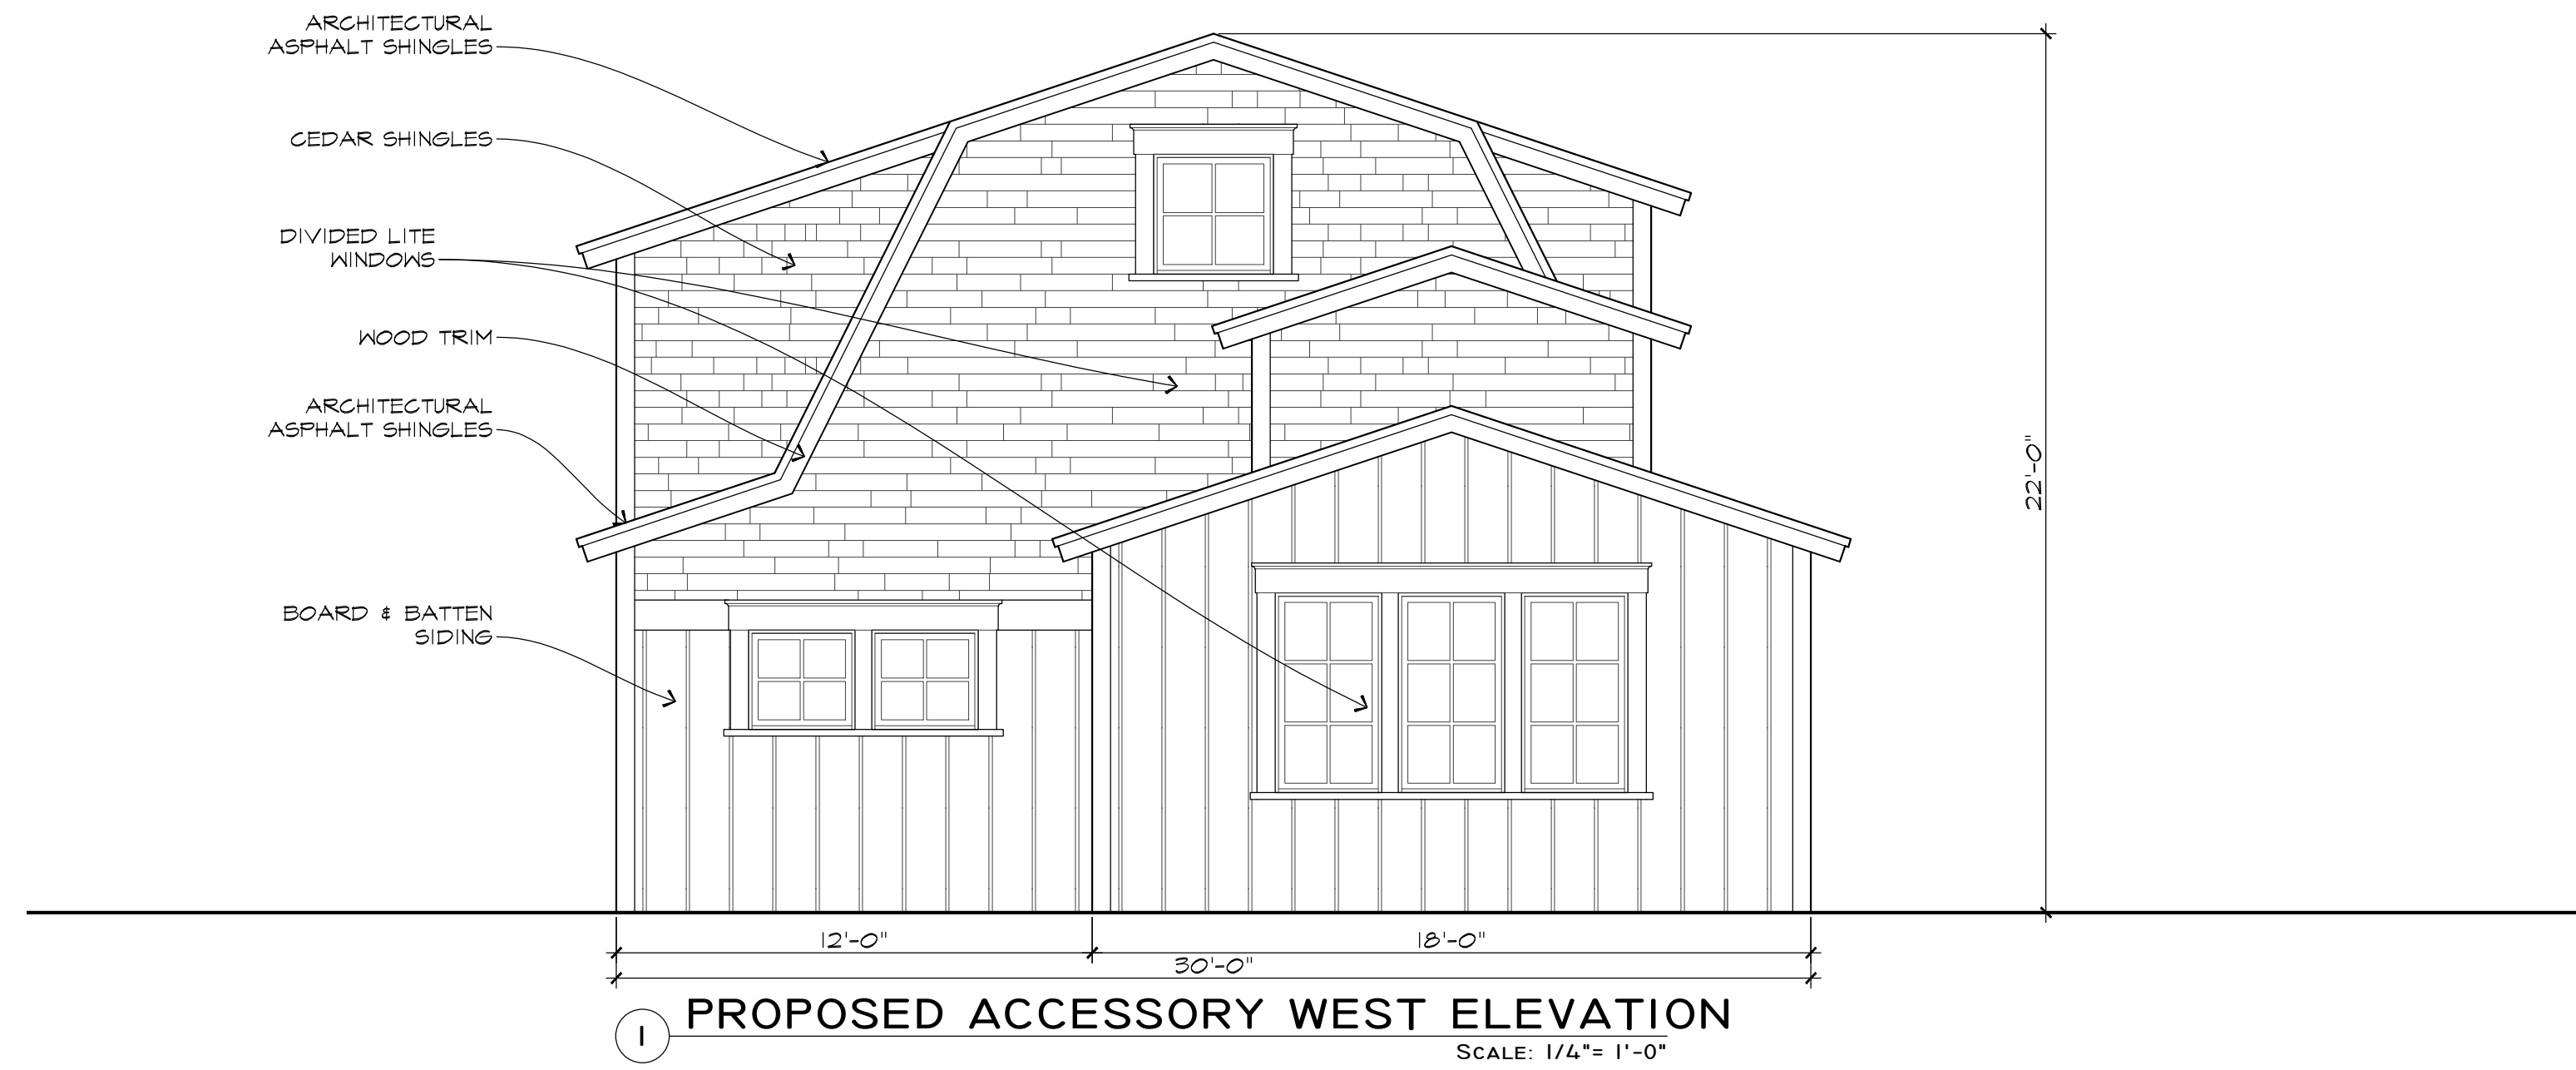 ARCHITECTURAL
ASPHALT SHINGLES
CEDAR SHINGLES
DIVIDED LITE
WINDOWS
WOOD TRIM
ARCHITECTURAL
ASPHALT SHINGLES
BOARD & BATTEN
SIDING
22'-0"
12'-0"
18'-0"
30'-0"
1
PROPOSED ACCESSORY WEST ELEVATION
SCALE: 1/4"= 1'-0"